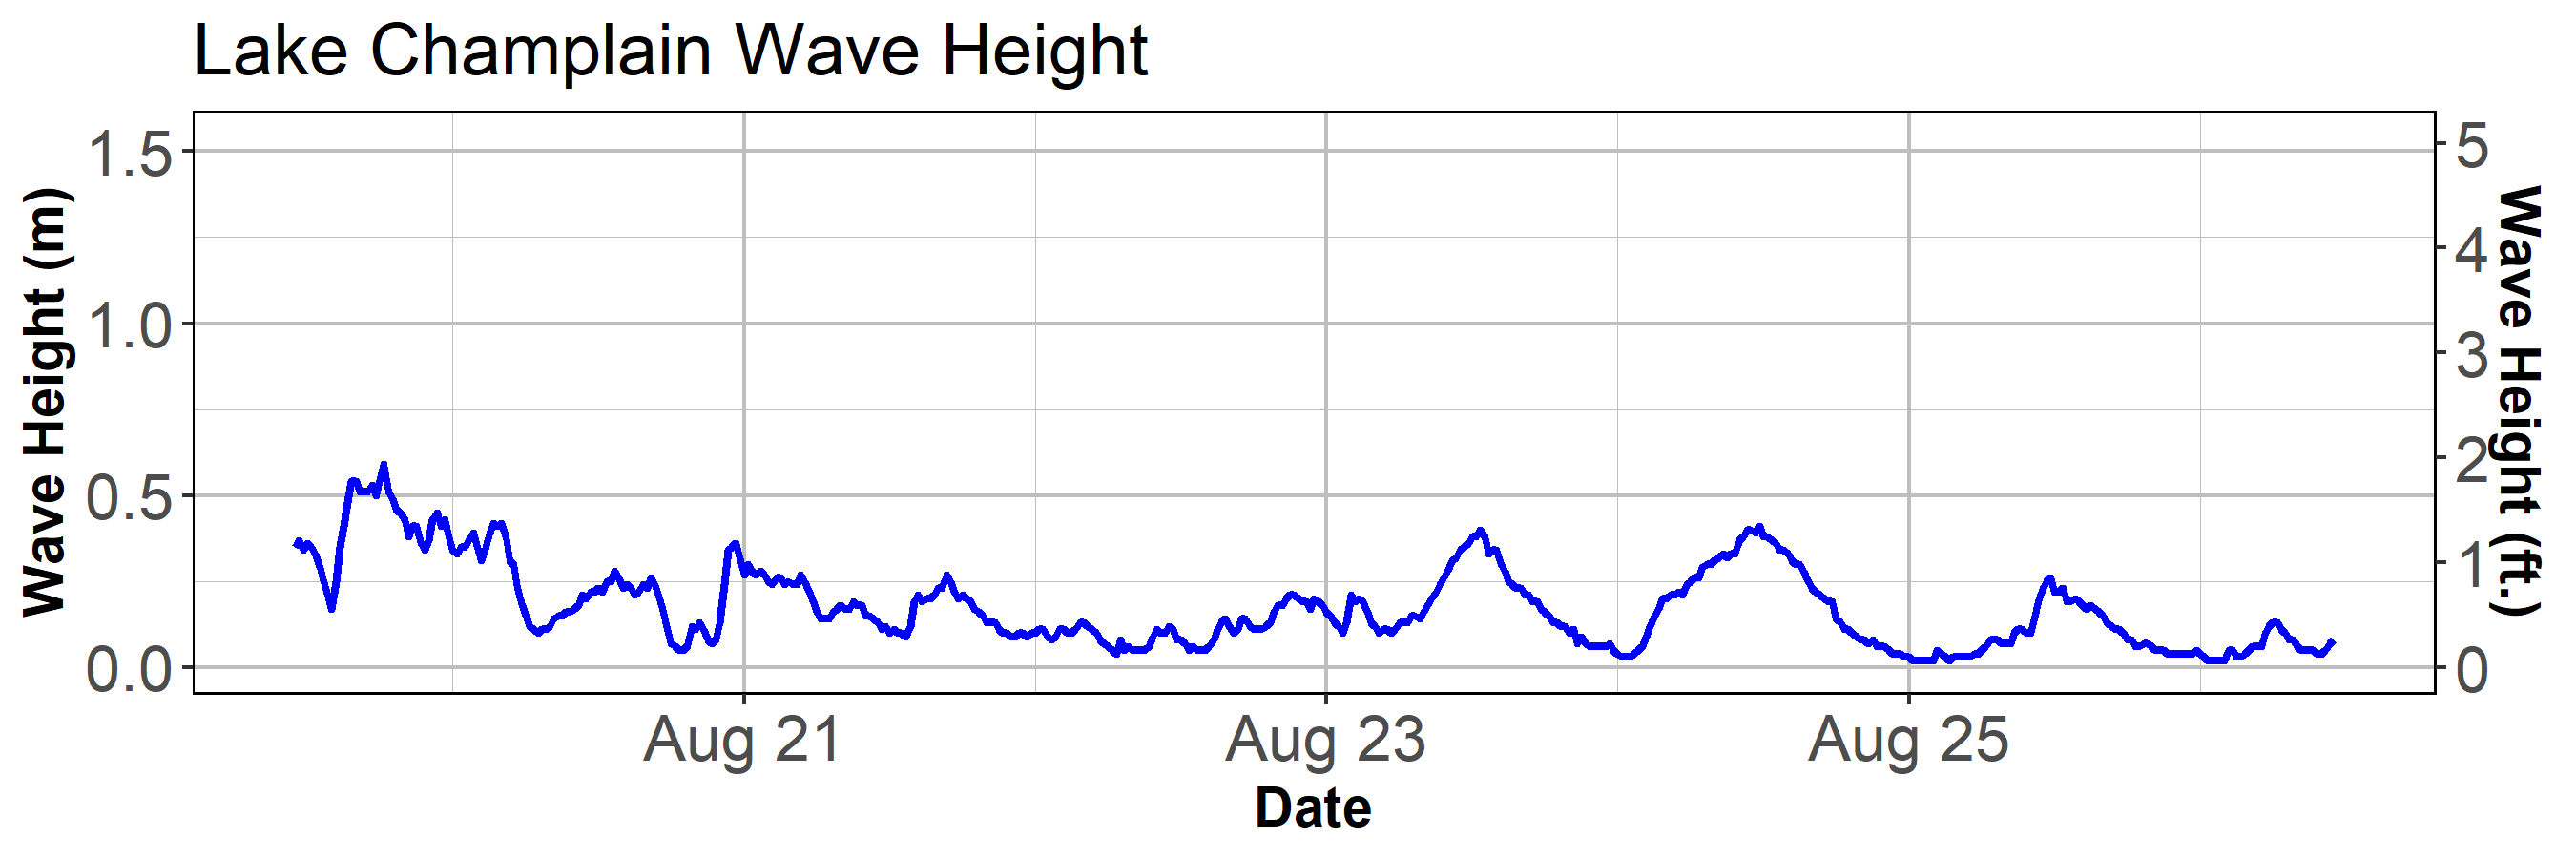 Lake Champlain Wave Height
Wave Height (m)
1.5
1.0
0.5
0.0
5
4
3
2
1
0
Wave Height (ft.)
Aug 21
Aug 23
Aug 25
Date